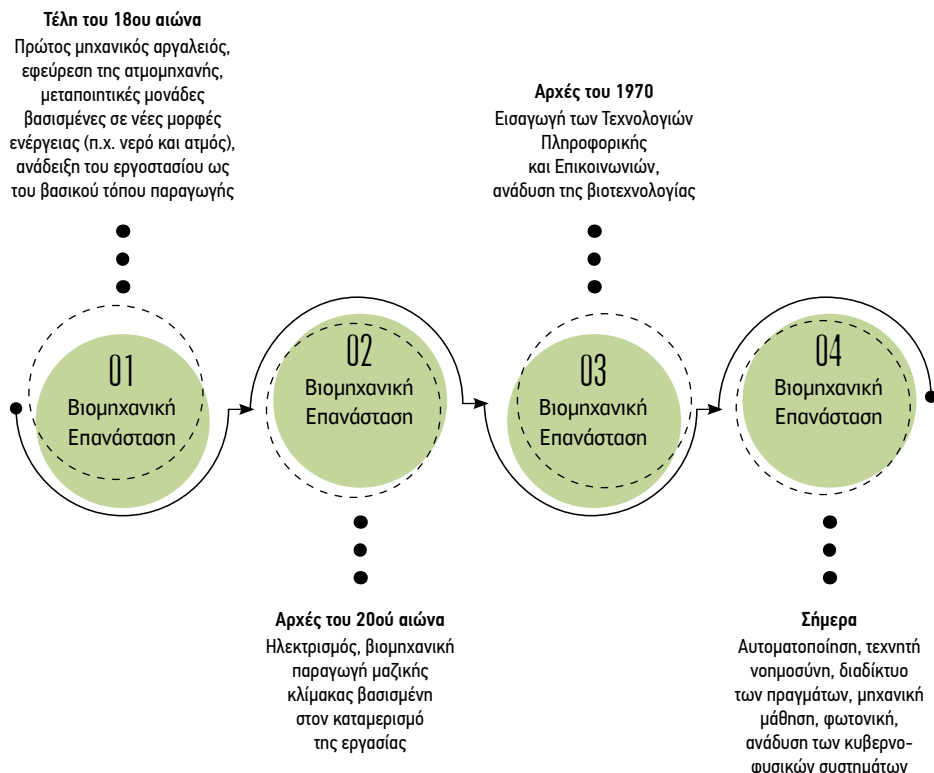 Τέλη του 18ου αιώνα
Πρώτος μηχανικός αργαλειός,
εφεύρεση της ατμομηχανής,
μεταποιητικές μονάδες
βασισμένες σε νέες μορφές
ενέργειας (π.χ. νερό και ατμός),
ανάδειξη του εργοστασίου ως
του βασικού τόπου παραγωγής
01
Βιομηχανική
Επανάσταση
02
Βιομηχανική
Επανάσταση
Αρχές του 20ού αιώνα
Ηλεκτρισμός, βιομηχανική
παραγωγή μαζικής
κλίμακας βασισμένη
στον καταμερισμό
της εργασίας
Αρχές του 1970
Εισαγωγή των Τεχνολογιών
Πληροφορικής
και Επικοινωνιών,
ανάδυση της βιοτεχνολογίας
03
Βιομηχανική
Επανάσταση
04
Βιομηχανική
Επανάσταση
Σήμερα
Αυτοματοποίηση, τεχνητή
νοημοσύνη, διαδίκτυο
των πραγμάτων, μηχανική
μάθηση, φωτονική,
ανάδυση των κυβερνο-
φυσικών συστημάτων